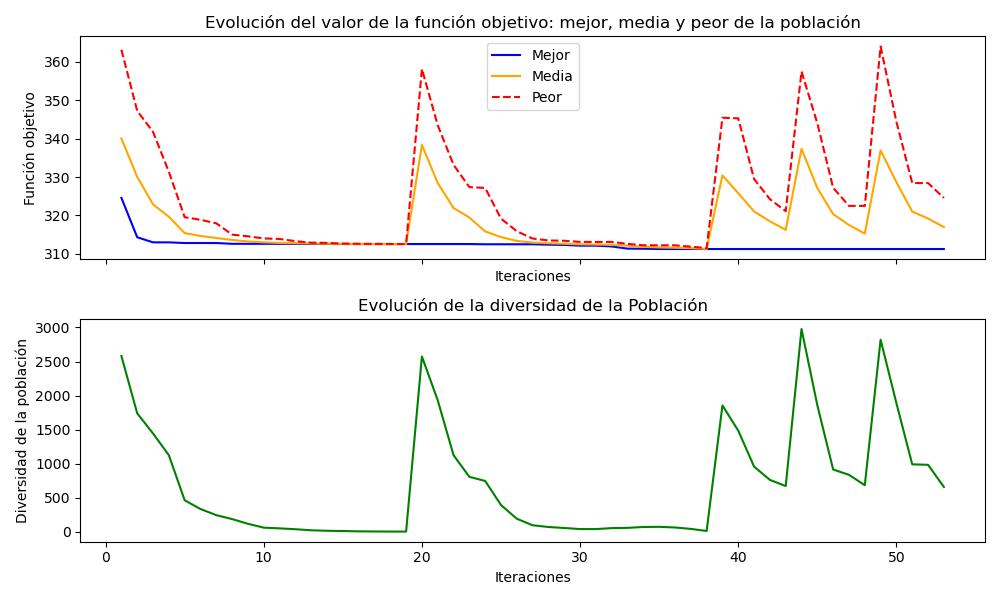 Evolución del valor de la función objetivo: mejor, media y peor de la población
Función objetivo
360
350
340
330
320
310
Mejor
Media
Peor
Iteraciones
Evolución de la diversidad de la Población
Diversidad de la población
3000
2500
2000
1500
1000
500
0
0 10 20 30 40 50
Iteraciones